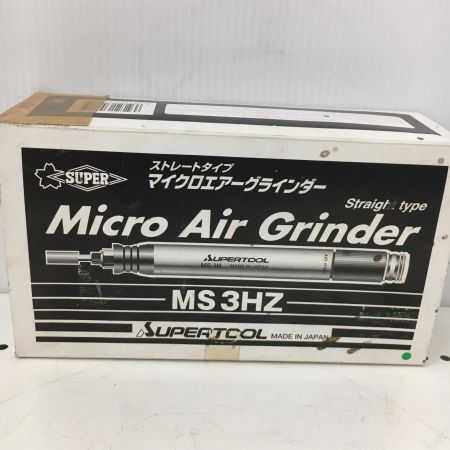 SUPER
ストレートタイプ
マイクロエアーグラインダー
Straight type
Micro Air Grinder
SUPERTOOL
MS 3H MADE IN JAPAN
MS 3HZ
SUPERTOOL MADE IN JAPAN